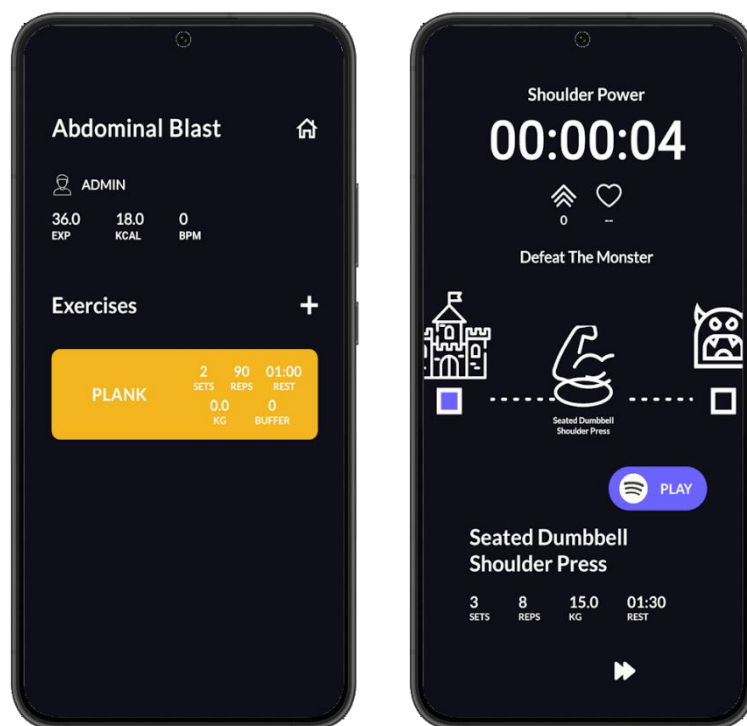 Abdominal Blast
ADMIN
36.0 18.0 0
EXP KCAL BPM
Exercises +
PLANK
2 90 01:00
SETS REPS REST
0.0 0
KG BUFFER
Shoulder Power
00:00:04
0 --
Defeat The Monster
Seated Dumbbell
Shoulder Press
PLAY
Seated Dumbbell
Shoulder Press
3 8 15.0 01:30
SETS REPS KG REST